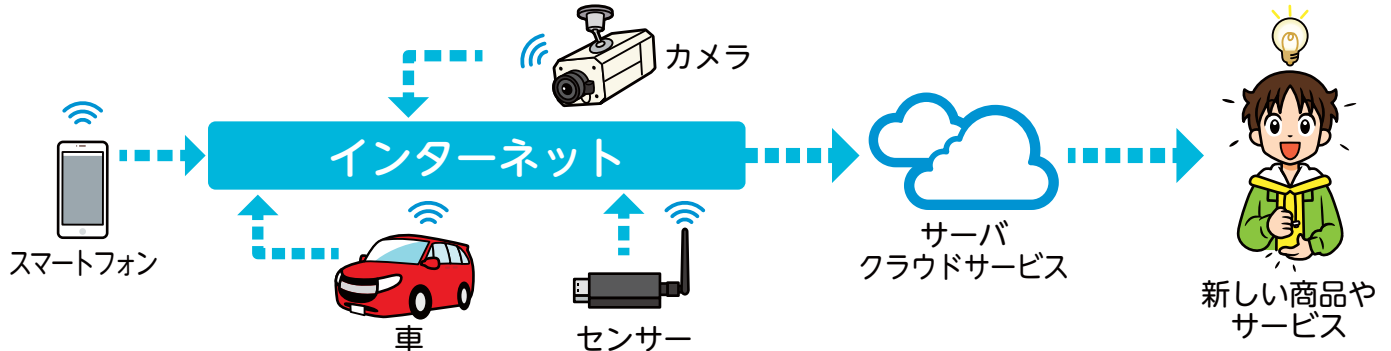 カメラ
インターネット
スマートフォン
車
センサー
サーバ
クラウドサービス
新しい商品や
サービス